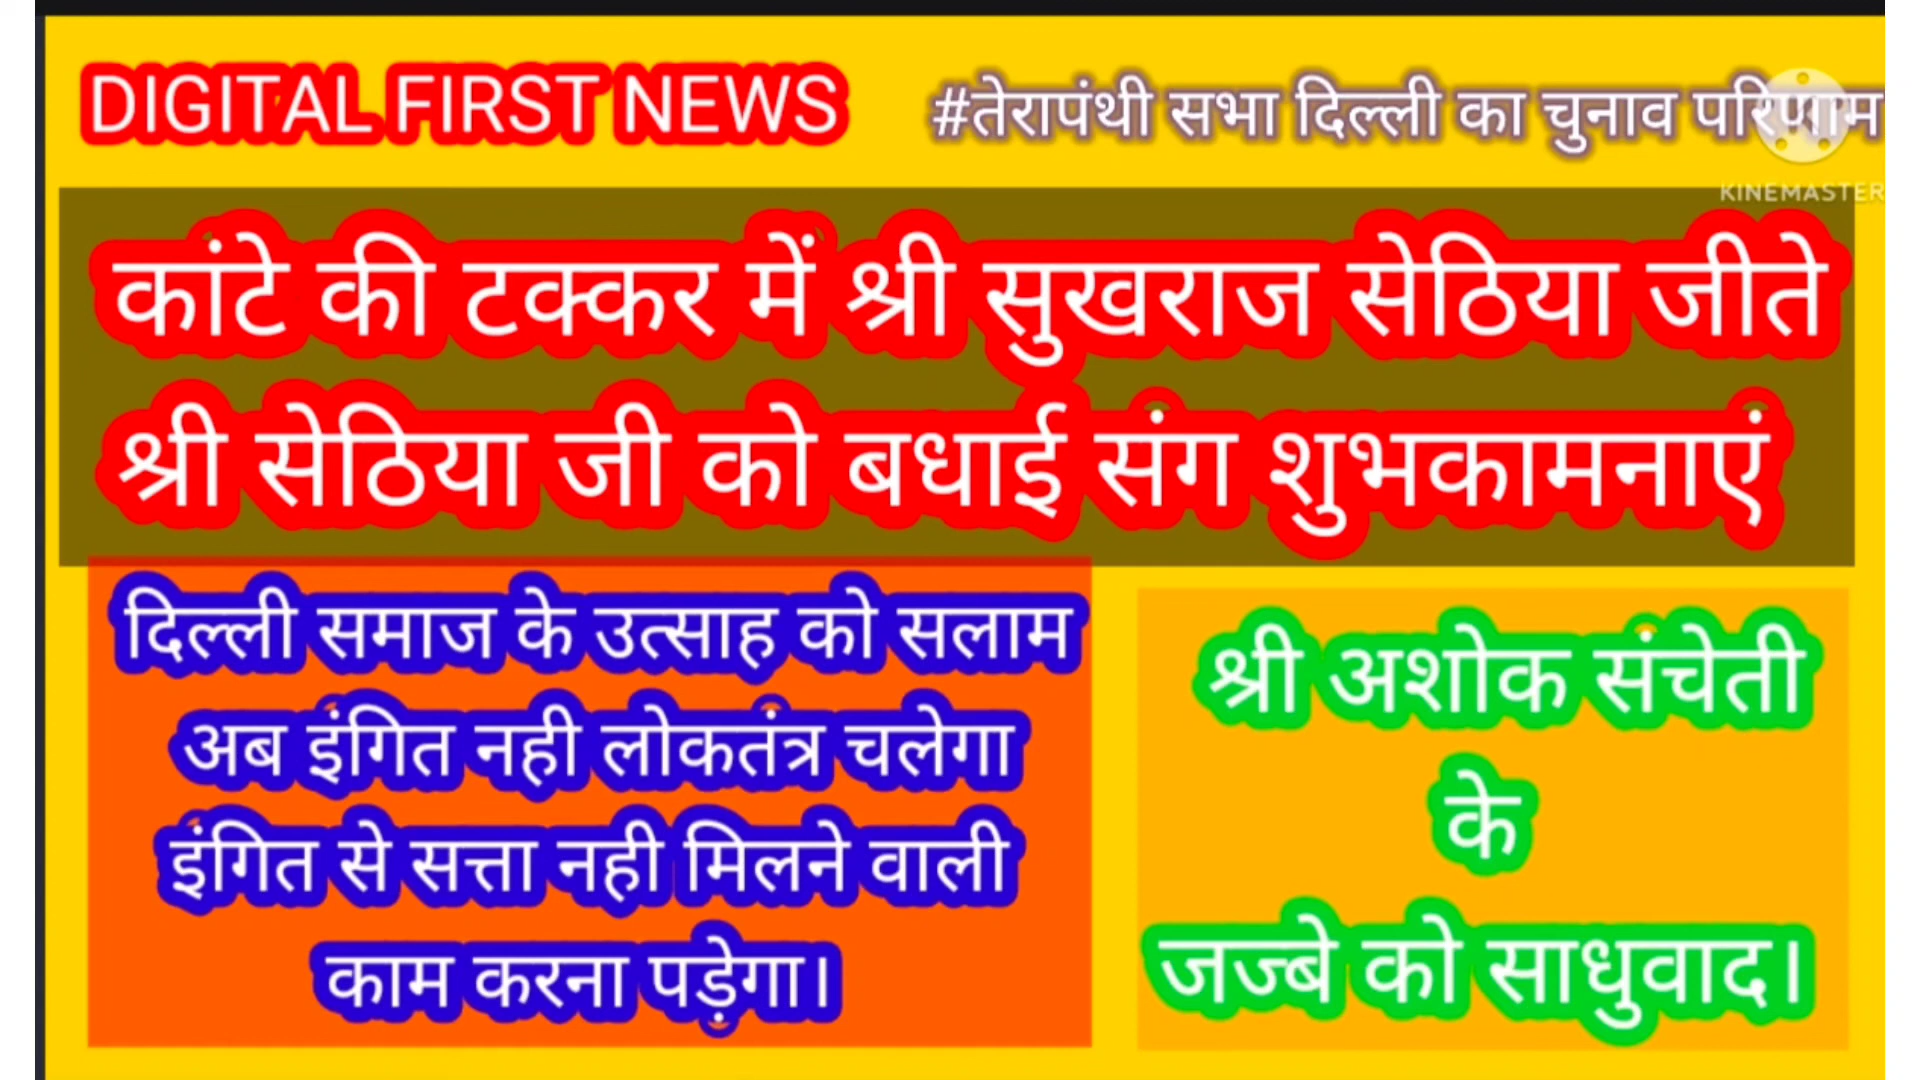 DIGITAL FIRST NEWS
#तेरापंथी सभा दिल्ली का चुनाव परिणाम
KINEMASTER
कांटे की टक्कर में श्री सुखराज सेठिया जीते
श्री सेठिया जी को बधाई संग शुभकामनाएं
दिल्ली समाज के उत्साह को सलाम
अब इंगित नही लोकतंत्र चलेगा
इंगित से सत्ता नही मिलने वाली
काम करना पड़ेगा।
श्री अशोक संचेती
के
जज्बे को साधुवाद।